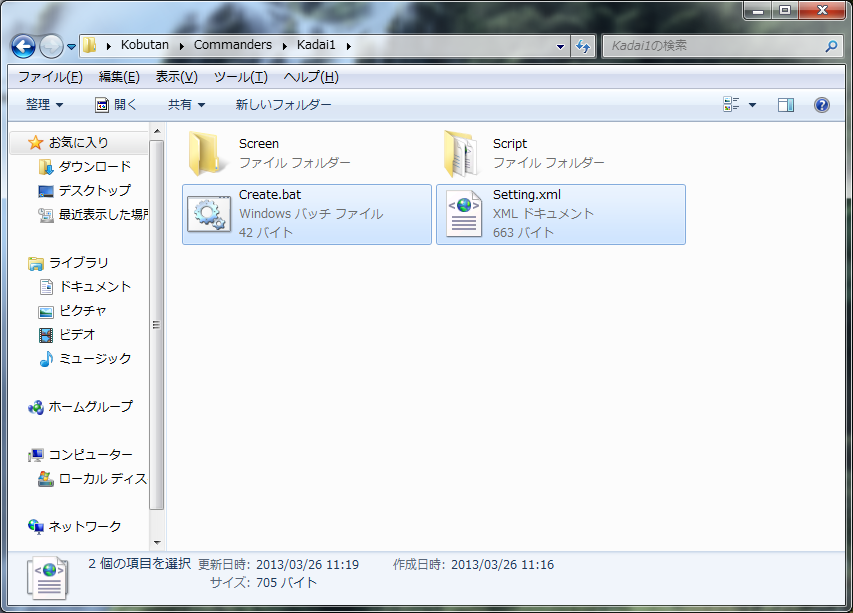 Kobutan Commanders Kadai1
Kadai1の検索
ファイル(F) 編集(E) 表示(V) ツール(T) ヘルプ(H)
整理 開く 共有 新しいフォルダー
お気に入り
ダウンロード
デスクトップ
最近表示した場所
ライブラリ
ドキュメント
ピクチャ
ビデオ
ミュージック
ホームグループ
コンピューター
ローカル ディス
ネットワーク
Screen
ファイル フォルダー
Script
ファイル フォルダー
Create.bat
Windows バッチ ファイル
42 バイト
Setting.xml
XML ドキュメント
663 バイト
2 個の項目を選択 更新日時: 2013/03/26 11:19 作成日時: 2013/03/26 11:16
サイズ: 705 バイト